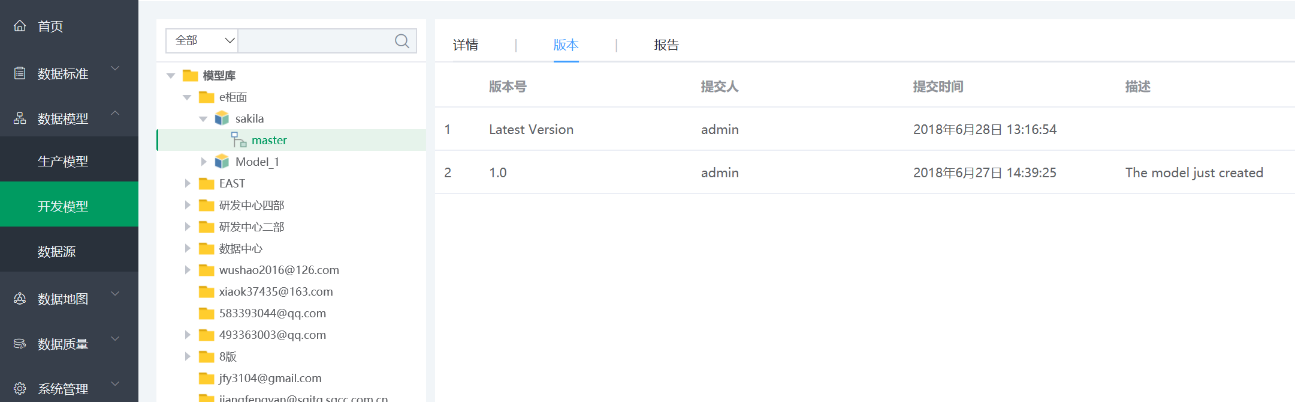 首页
数据标准
数据模型
生产模型
开发模型
数据源
数据地图
数据质量
系统管理
全部
模型库
e柜面
sakila
master
Model_1
EAST
研发中心四部
研发中心二部
数据中心
wushao2016@126.com
xiaok37435@163.com
583393044@qq.com
493363003@qq.com
8版
jfy3104@gmail.com
jiangfengyan@sgitg.sgcc.com.cn
详情 | 版本 | 报告
版本号 提交人 提交时间 描述
1 Latest Version admin 2018年6月28日 13:16:54
2 1.0 admin 2018年6月27日 14:39:25 The model just created